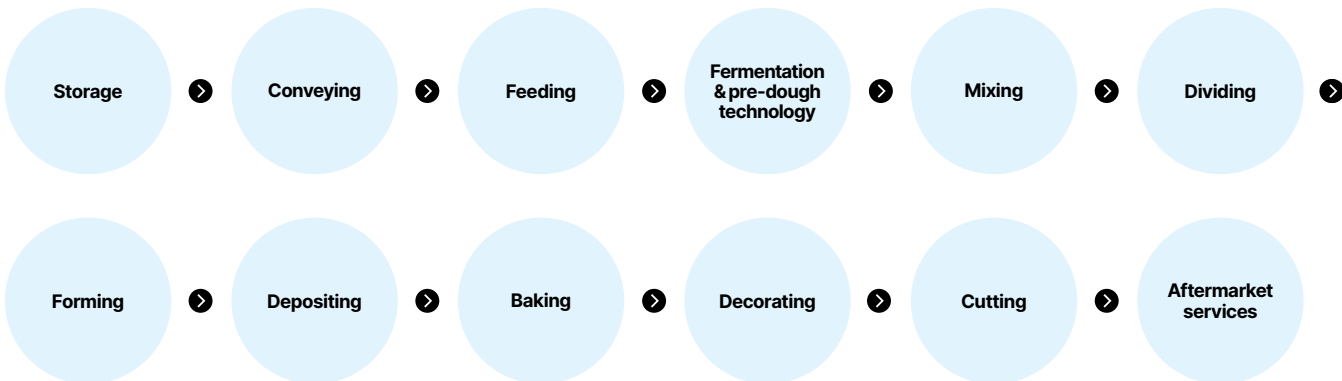 Storage
Conveying
Feeding
Fermentation
& pre-dough
technology
Mixing
Dividing
Forming
Depositing
Baking
Decorating
Cutting
Aftermarket
services